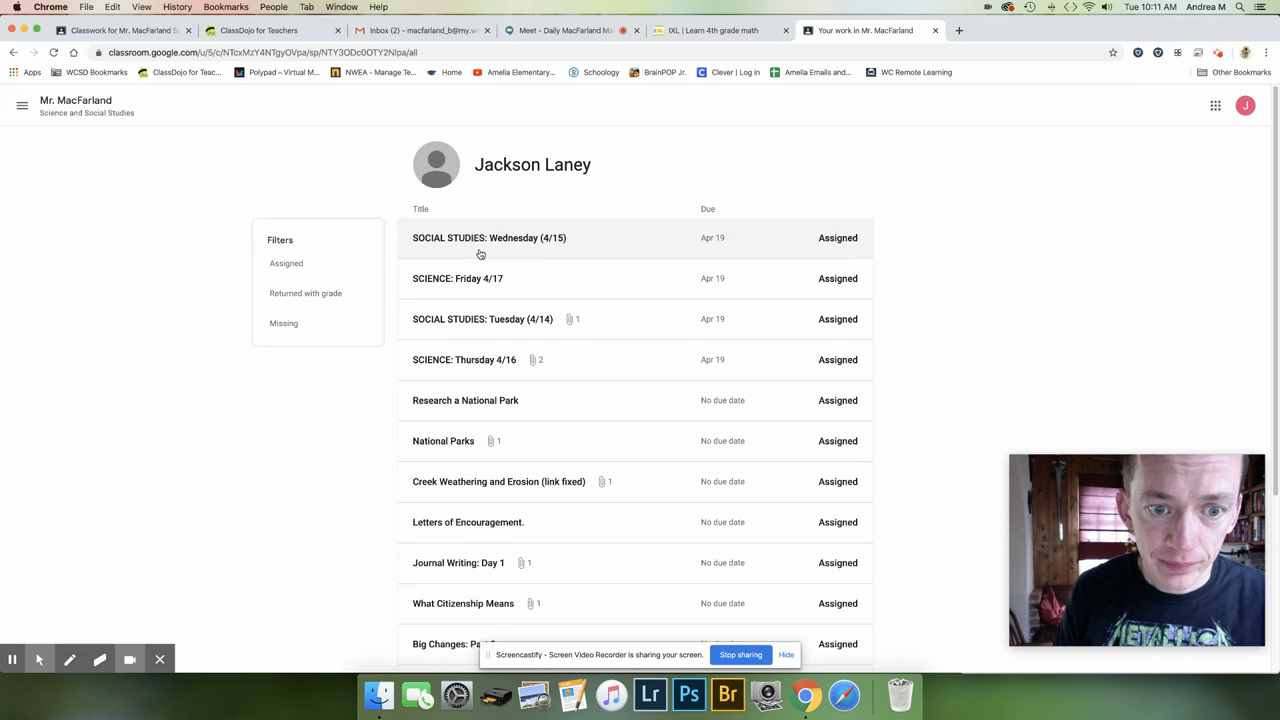 Chrome File Edit View History Bookmarks People Tab Window Help
Tue 10:11 AM Andrea M
Classwork for Mr. MacFarland S
ClassDojo for Teachers
Inbox (2) - macfarland_b@my.w
Meet - Daily MacFarland Ma
IXL | Learn 4th grade math
Your work in Mr. MacFarland
classroom.google.com/u/5/c/NTcxMzY4NTgyOVpa/sp/NTY3ODc0OTY2Nlpa/all
Apps WCSD Bookmarks ClassDojo for Teac... Polypad – Virtual M... NWEA - Manage Te... Home Amelia Elementary... Schoology BrainPOP Jr. Clever | Log in Amelia Emails and... WC Remote Learning Other Bookmarks
Mr. MacFarland
Science and Social Studies
J
Jackson Laney
Title Due
Filters
Assigned
Returned with grade
Missing
SOCIAL STUDIES: Wednesday (4/15) Apr 19 Assigned
SCIENCE: Friday 4/17 Apr 19 Assigned
SOCIAL STUDIES: Tuesday (4/14) 1 Apr 19 Assigned
SCIENCE: Thursday 4/16 2 Apr 19 Assigned
Research a National Park No due date Assigned
National Parks 1 No due date Assigned
Creek Weathering and Erosion (link fixed) 1 No due date Assigned
Letters of Encouragement. No due date Assigned
Journal Writing: Day 1 1 No due date Assigned
What Citizenship Means 1 No due date Assigned
Big Changes: Assigned
Screencastify - Screen Video Recorder is sharing your screen. Stop sharing Hide
METALLICA
Lr Ps Br